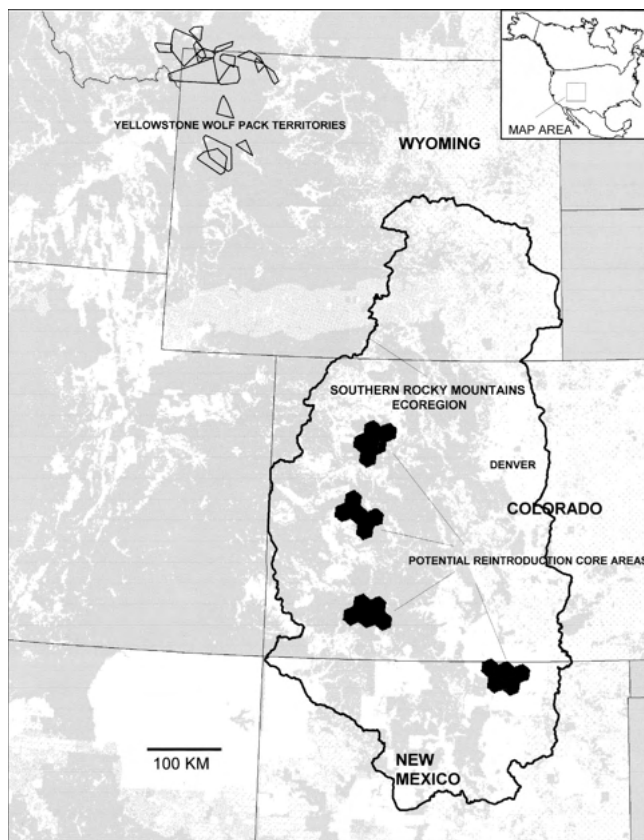 MAP AREA
YELLOWSTONE WOLF PACK TERRITORIES
WYOMING
SOUTHERN ROCKY MOUNTAINS
ECOREGION
DENVER
COLORADO
POTENTIAL REINTRODUCTION CORE AREAS
100 KM
NEW
MEXICO